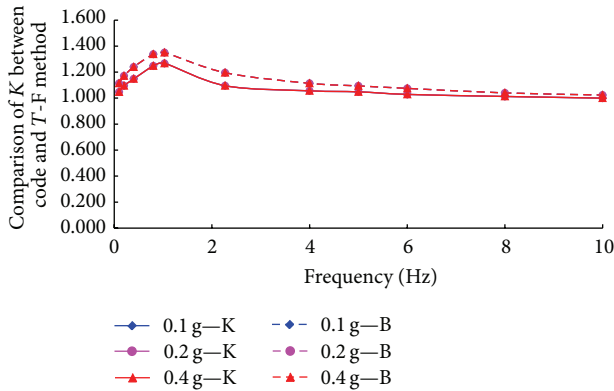 Comparison of K between
code and T-F method
1.600
1.400
1.200
1.000
0.800
0.600
0.400
0.200
0.000
0 2 4 6 8 10
Frequency (Hz)
0.1 g—K 0.1 g—B
0.2 g—K 0.2 g—B
0.4 g—K 0.4 g—B